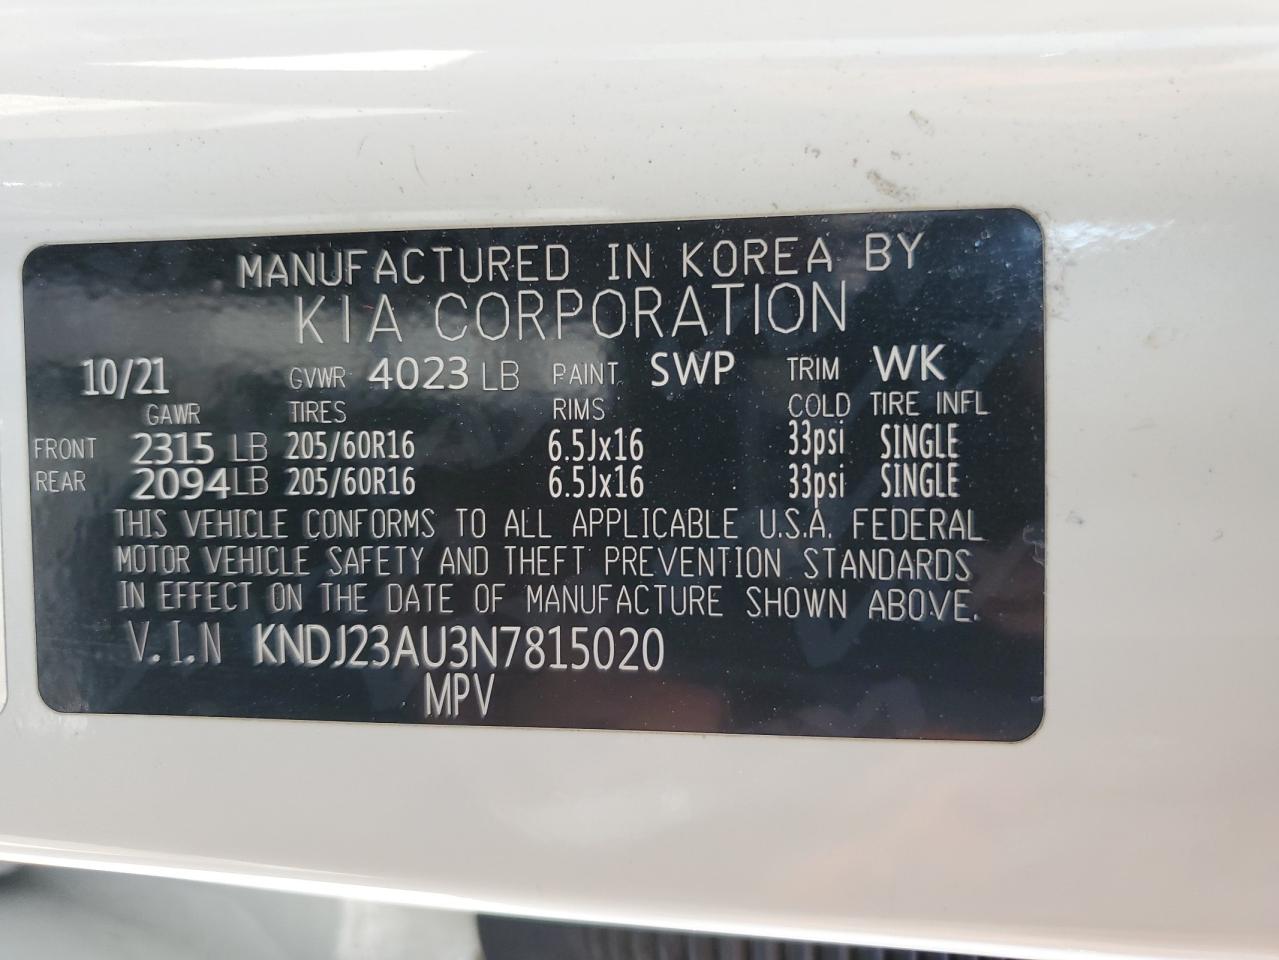 MANUFACTURED IN KOREA BY
KIA CORPORATION
10/21 GVWR 4023 LB PAINT SWP TRIM WK
GAWR TIRES RIMS COLD TIRE INFL
FRONT 2315 LB 205/60R16 6.5Jx16 33psi SINGLE
REAR 2094 LB 205/60R16 6.5Jx16 33psi SINGLE
THIS VEHICLE CONFORMS TO ALL APPLICABLE U.S.A. FEDERAL
MOTOR VEHICLE SAFETY AND THEFT PREVENTION STANDARDS
IN EFFECT ON THE DATE OF MANUFACTURE SHOWN ABOVE.
V.I.N KNDJ23AU3N7815020
MPV